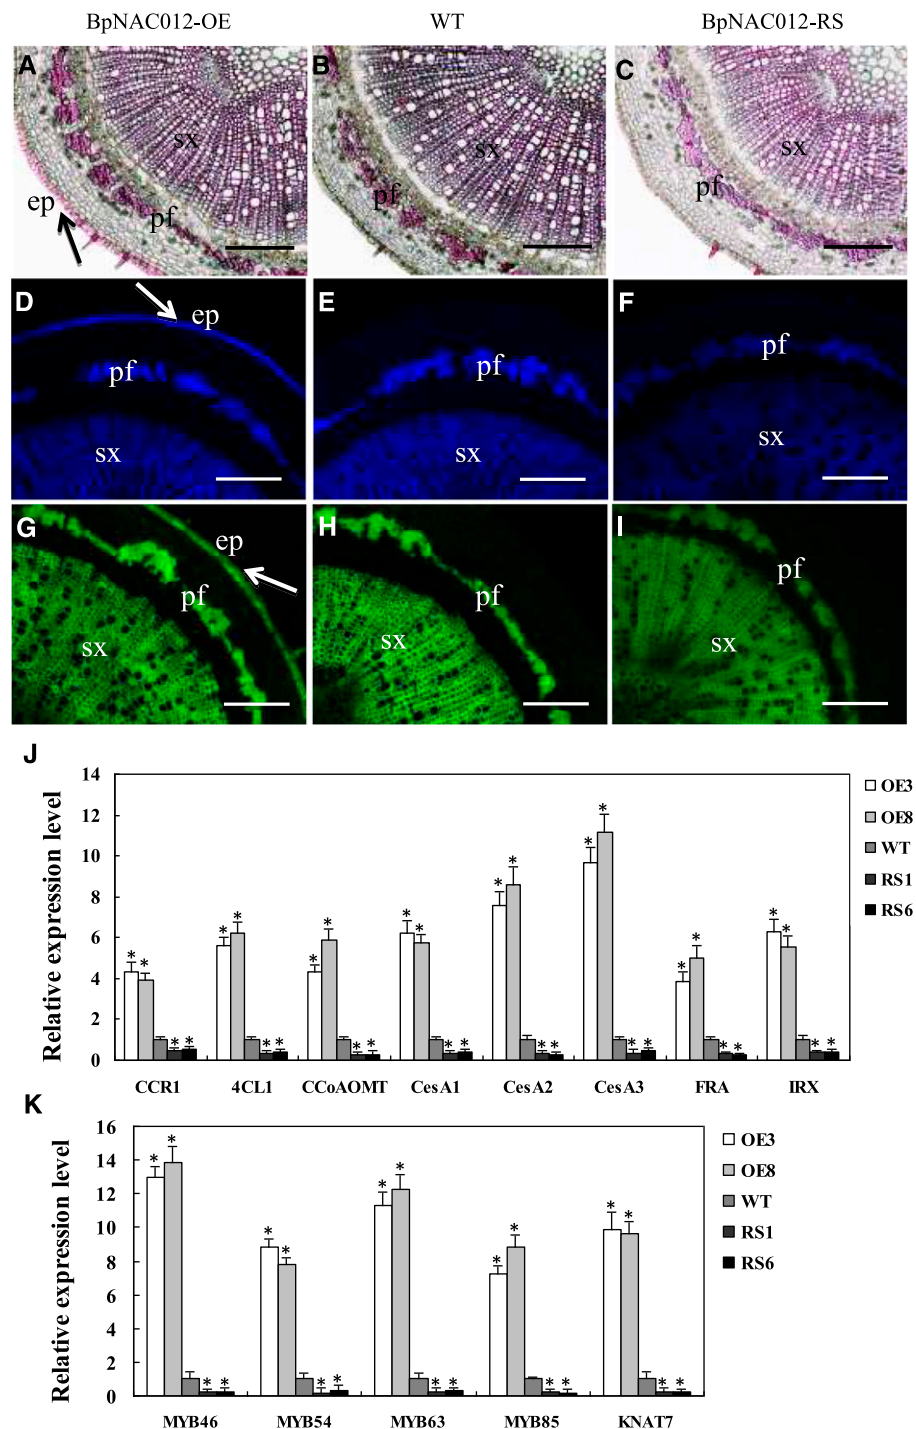 BpNAC012-OE WT BpNAC012-RS
A B C
sx sx sx
ep pf pf pf
D E F
ep
pf pf pf
sx sx sx
G H I
ep
pf pf pf
sx sx sx
J
Relative expression level
14
12
10
8
6
4
2
0
* * * * * * * * * * * * * * * *
* * * * * * * * * * * * * * * *
CCR1 4CL1 CCoAOMT CesA1 CesA2 CesA3 FRA IRX
OE3
OE8
WT
RS1
RS6
K
Relative expression level
16
14
12
10
8
6
4
2
0
* * * * * * * * * *
* * * * * * * * * *
MYB46 MYB54 MYB63 MYB85 KNAT7
OE3
OE8
WT
RS1
RS6